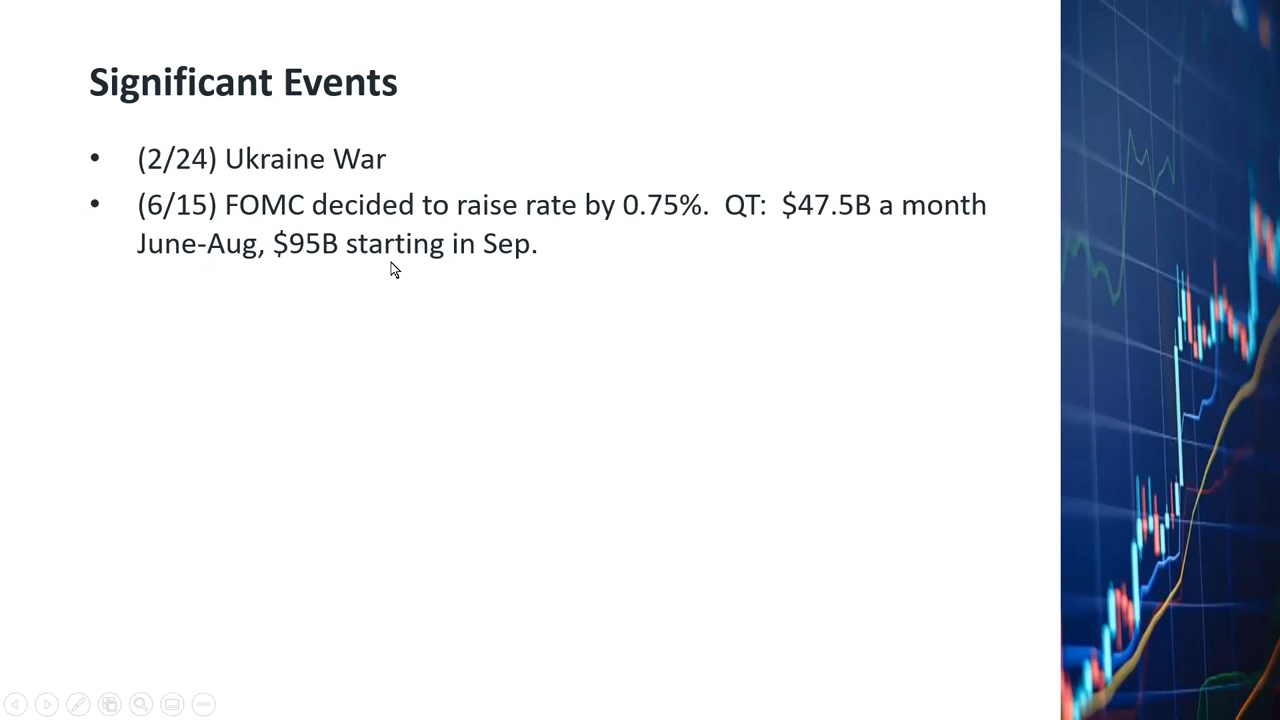 Significant Events
• (2/24) Ukraine War
• (6/15) FOMC decided to raise rate by 0.75%.  QT:  $47.5B a month
June-Aug, $95B starting in Sep.